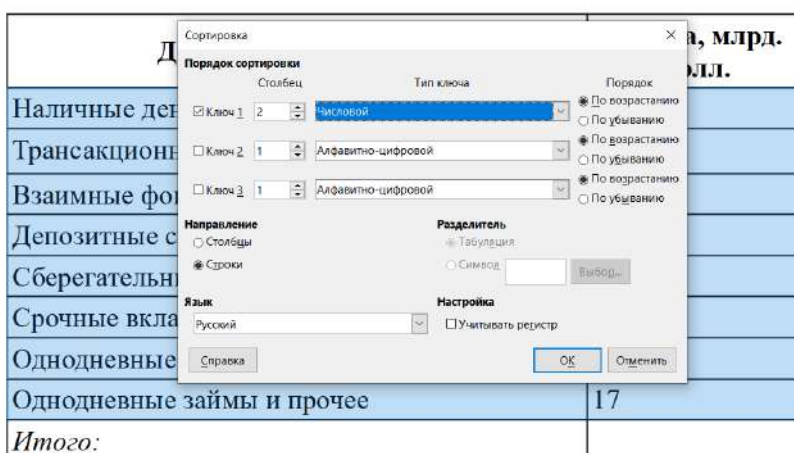 Д
а, млрд.
олл.
Наличные ден
Трансакционн
Взаимные фо
Депозитные с
Сберегательн
Срочные вкла
Однодневные
Однодневные займы и прочее 17
Итого:
Сортировка
Порядок сортировки
Столбец Тип ключа Порядок
Ключ 1 2 Числовой По возрастанию
По убыванию
Ключ 2 1 Алфавитно-цифровой По возрастанию
По убыванию
Ключ 3 1 Алфавитно-цифровой По возрастанию
По убыванию
Направление Разделитель
Столбцы Табуляция
Строки Символ Выбор...
Язык Настройка
Русский Учитывать регистр
Справка ОК Отменить